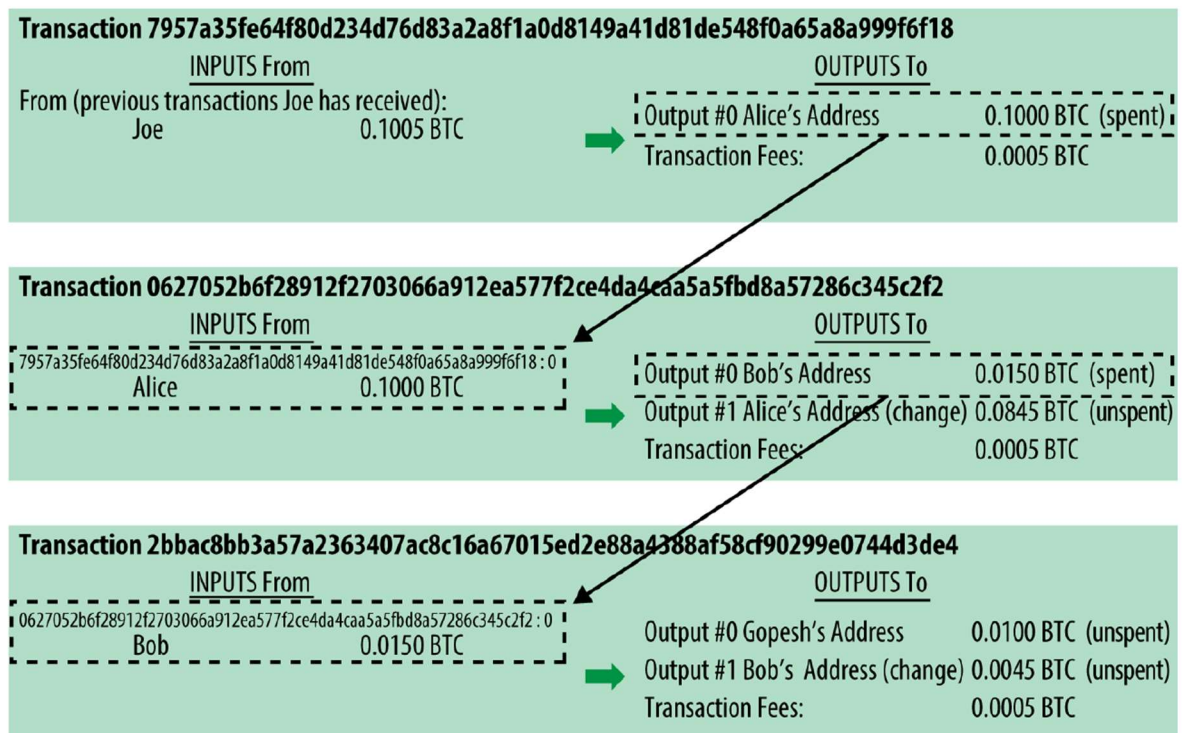 Transaction 7957a35fe64f80d234d76d83a2a8f1a0d8149a41d81de548f0a65a8a999f6f18
INPUTS From
OUTPUTS To
From (previous transactions Joe has received):
Joe 0.1005 BTC
Output #0 Alice's Address 0.1000 BTC (spent)
Transaction Fees: 0.0005 BTC
Transaction 0627052b6f28912f2703066a912ea577f2ce4da4caa5a5fbd8a57286c345c2f2
INPUTS From
OUTPUTS To
7957a35fe64f80d234d76d83a2a8f1a0d8149a41d81de548f0a65a8a999f6f18 : 0
Alice 0.1000 BTC
Output #0 Bob's Address 0.0150 BTC (spent)
Output #1 Alice's Address (change) 0.0845 BTC (unspent)
Transaction Fees: 0.0005 BTC
Transaction 2bbac8bb3a57a2363407ac8c16a67015ed2e88a4388af58cf90299e0744d3de4
INPUTS From
OUTPUTS To
0627052b6f28912f2703066a912ea577f2ce4da4caa5a5fbd8a57286c345c2f2 : 0
Bob 0.0150 BTC
Output #0 Gopesh's Address 0.0100 BTC (unspent)
Output #1 Bob's Address (change) 0.0045 BTC (unspent)
Transaction Fees: 0.0005 BTC